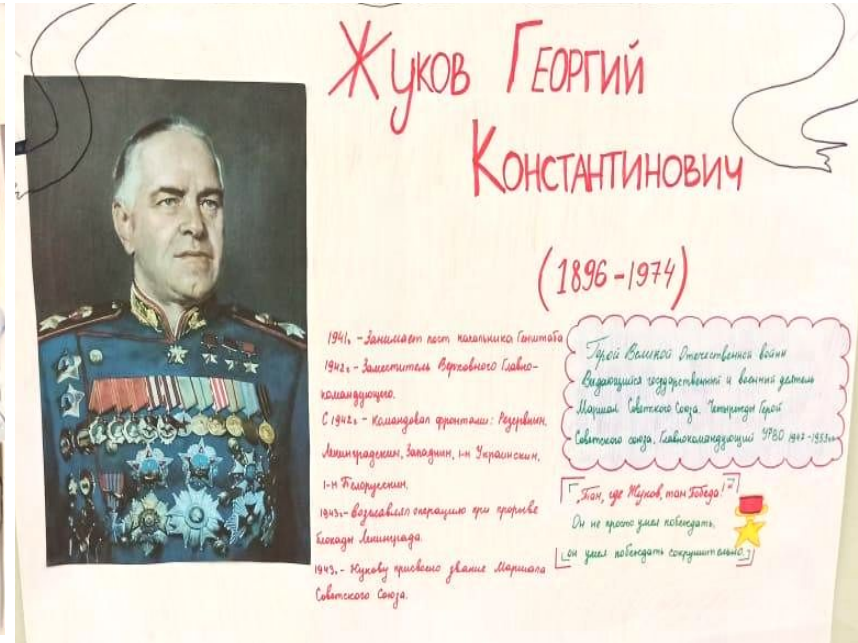 Жуков Георгий
Константинович
(1896-1974)
1941г. - Занимает пост начальника Генштаба
1942г - Заместитель Верховного Главно-
командующего.
С 1942г - Командовал фронтами: Резервным,
Ленинградским, Западным, 1-м Украинским,
1-м Белорусским.
1943г - Возглавлял операцию при прорыве
блокады Ленинграда.
1943г. - Жукову присвоено звание Маршала
Советского Союза.
Герой Великой Отечественной войны
Выдающийся государственный и военный деятель
Маршал Советского Союза. Четырежды Герой
Советского союза. Главнокомандующий УРВО 1947-1953гг
„Там, где Жуков, там Победа!"
Он не просто умел побеждать,
он умел побеждать сокрушительно.